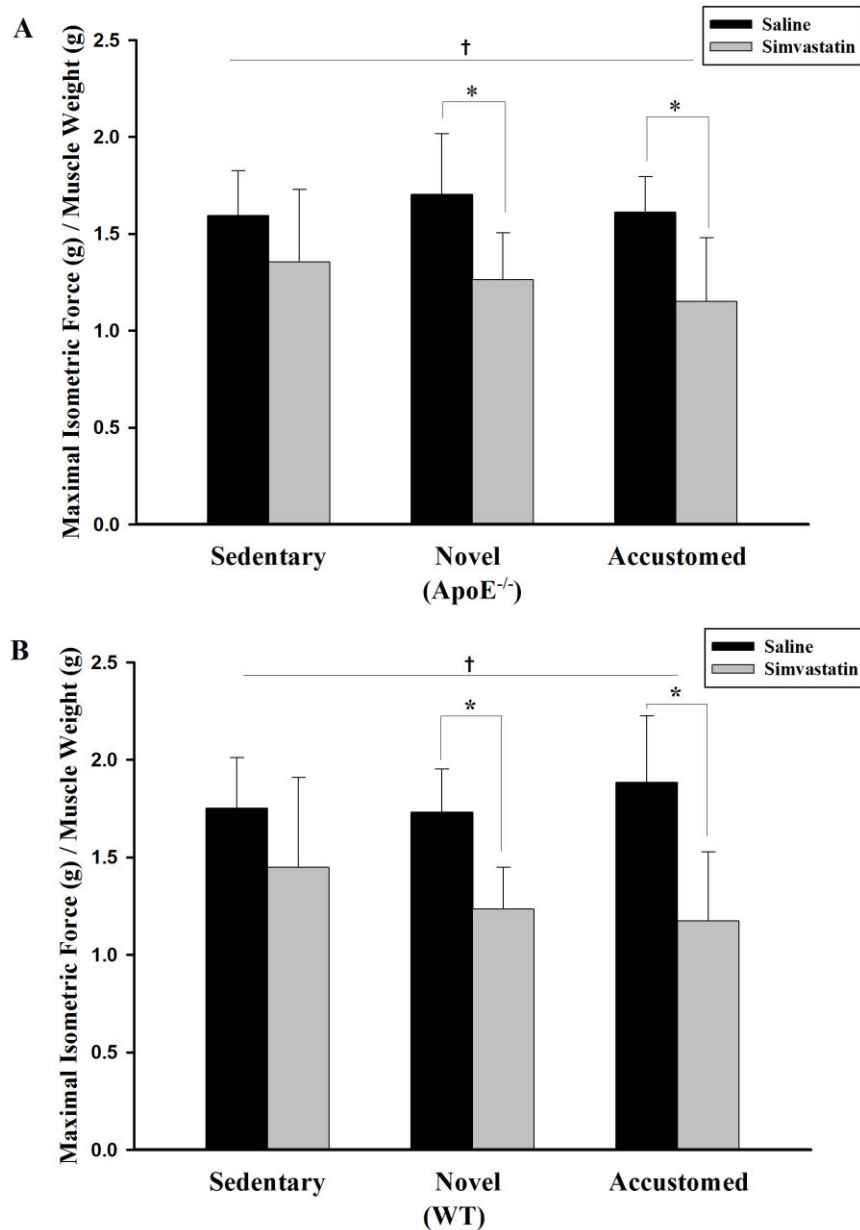 A
Saline
Simvastatin
Maximal Isometric Force (g) / Muscle Weight (g)
2.5
2.0
1.5
1.0
0.5
0.0
†
*
*
Sedentary
Novel
Accustomed
(ApoE-/-)
B
Saline
Simvastatin
Maximal Isometric Force (g) / Muscle Weight (g)
2.5
2.0
1.5
1.0
0.5
0.0
†
*
*
Sedentary
Novel
Accustomed
(WT)